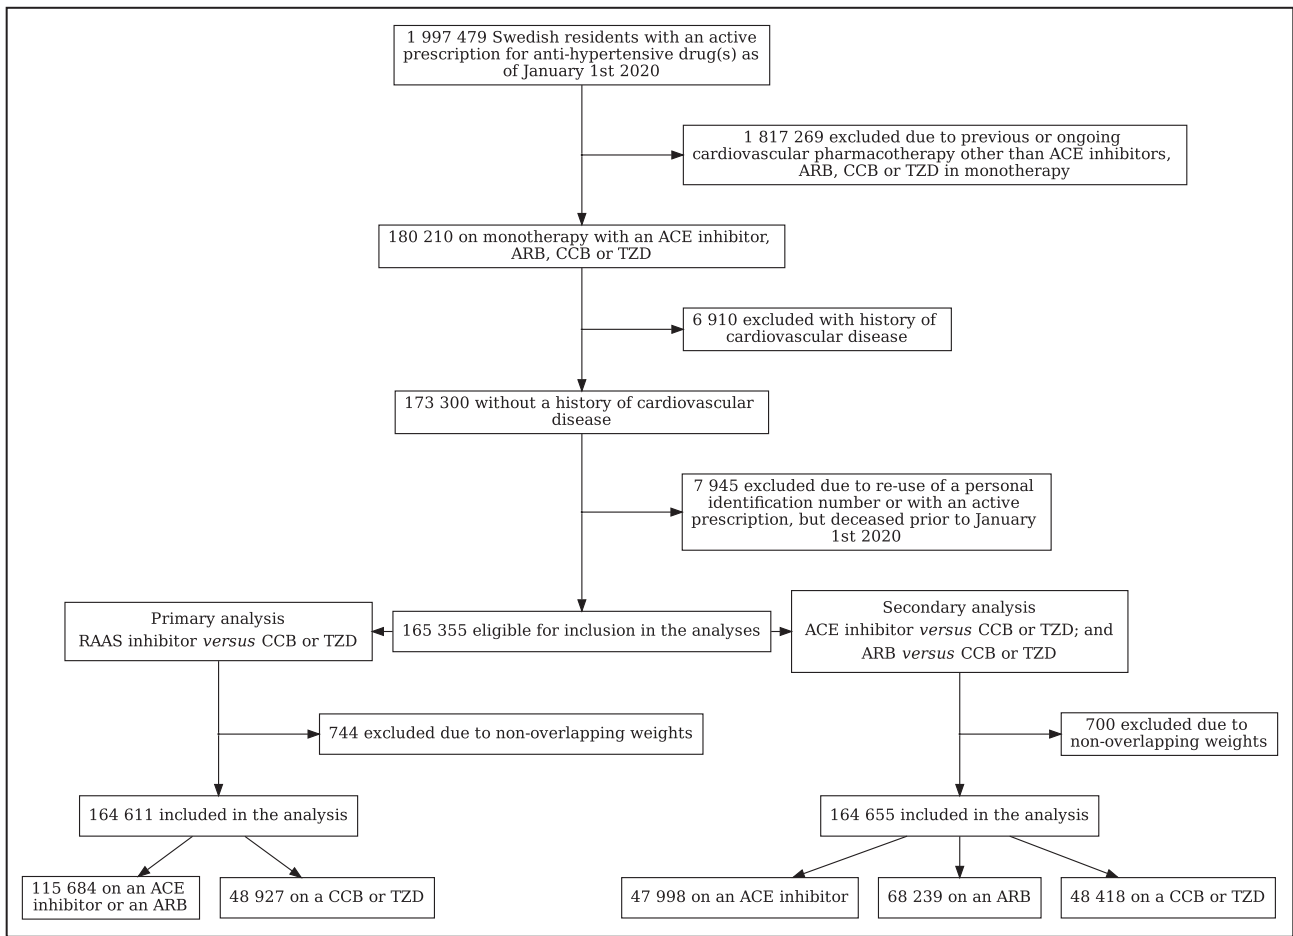 1 997 479 Swedish residents with an active
prescription for anti-hypertensive drug(s) as
of January 1st 2020
1 817 269 excluded due to previous or ongoing
cardiovascular pharmacotherapy other than ACE inhibitors,
ARB, CCB or TZD in monotherapy
180 210 on monotherapy with an ACE inhibitor,
ARB, CCB or TZD
6 910 excluded with history of
cardiovascular disease
173 300 without a history of cardiovascular
disease
7 945 excluded due to re-use of a personal
identification number or with an active
prescription, but deceased prior to January
1st 2020
165 355 eligible for inclusion in the analyses
Primary analysis
RAAS inhibitor versus CCB or TZD
Secondary analysis
ACE inhibitor versus CCB or TZD; and
ARB versus CCB or TZD
744 excluded due to non-overlapping weights
700 excluded due to
non-overlapping weights
164 611 included in the analysis
164 655 included in the analysis
115 684 on an ACE
inhibitor or an ARB
48 927 on a CCB or TZD
47 998 on an ACE inhibitor
68 239 on an ARB
48 418 on a CCB or TZD